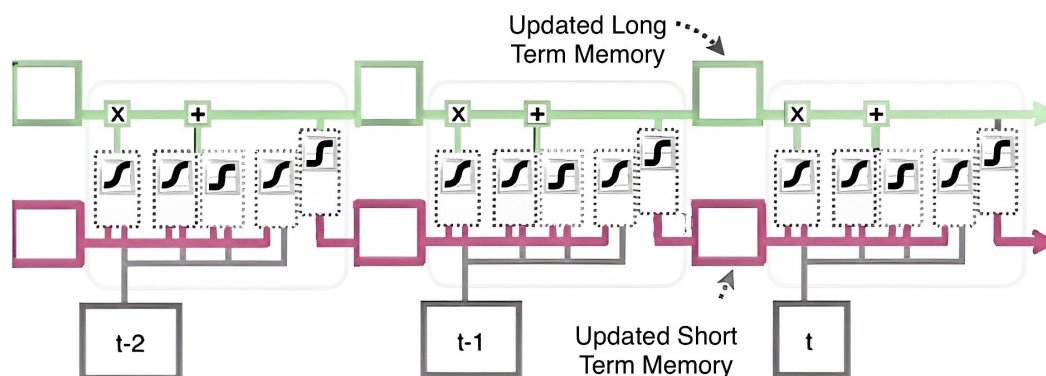 Updated Long
Term Memory
x
+
x
+
x
+
t-2
t-1
t
Updated Short
Term Memory